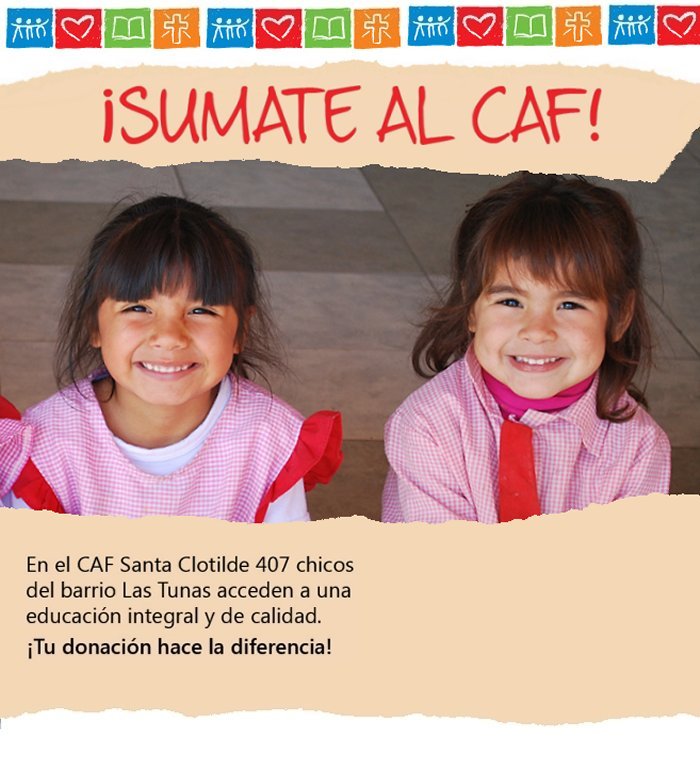 ¡SUMATE AL CAF!
En el CAF Santa Clotilde 407 chicos
del barrio Las Tunas acceden a una
educación integral y de calidad.
¡Tu donación hace la diferencia!